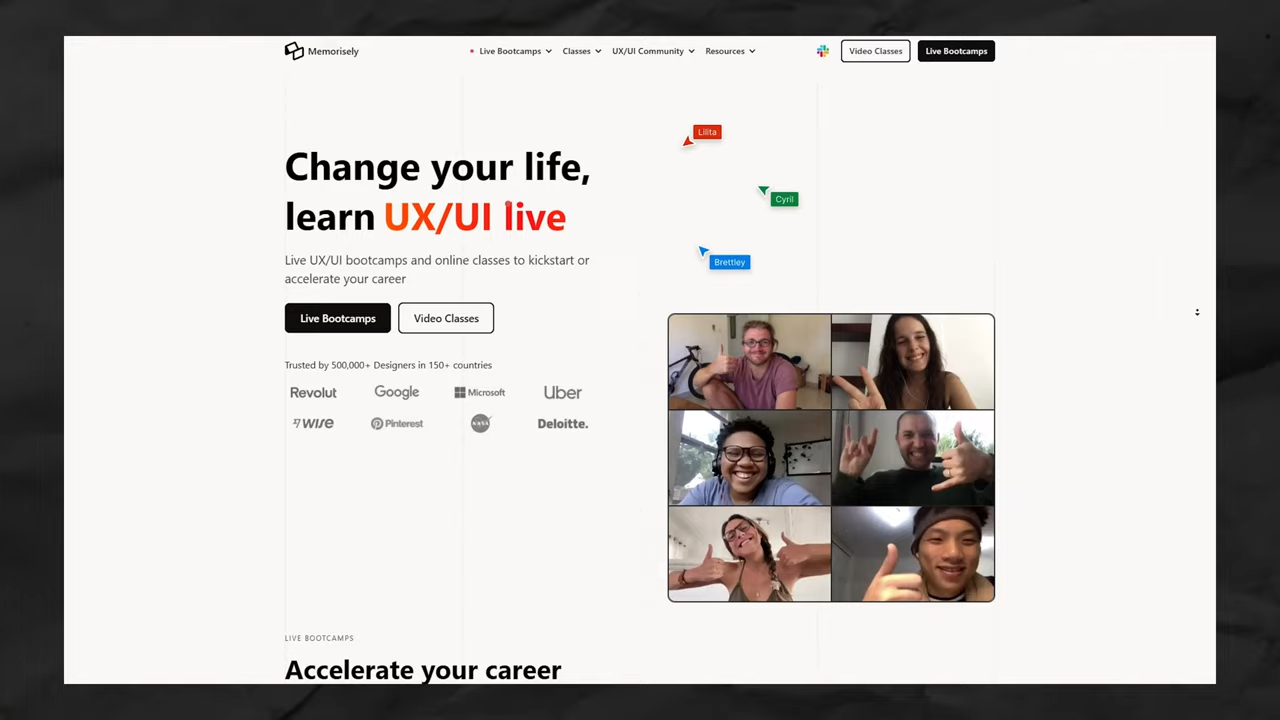 Memorisely
Live Bootcamps
Classes
UX/UI Community
Resources
Video Classes
Live Bootcamps
Change your life,
learn UX/UI live
Live UX/UI bootcamps and online classes to kickstart or
accelerate your career
Live Bootcamps
Video Classes
Trusted by 500,000+ Designers in 150+ countries
Revolut
Google
Microsoft
Uber
WISE
Pinterest
NASA
Deloitte.
Lilita
Cyril
Brettley
LIVE BOOTCAMPS
Accelerate your career